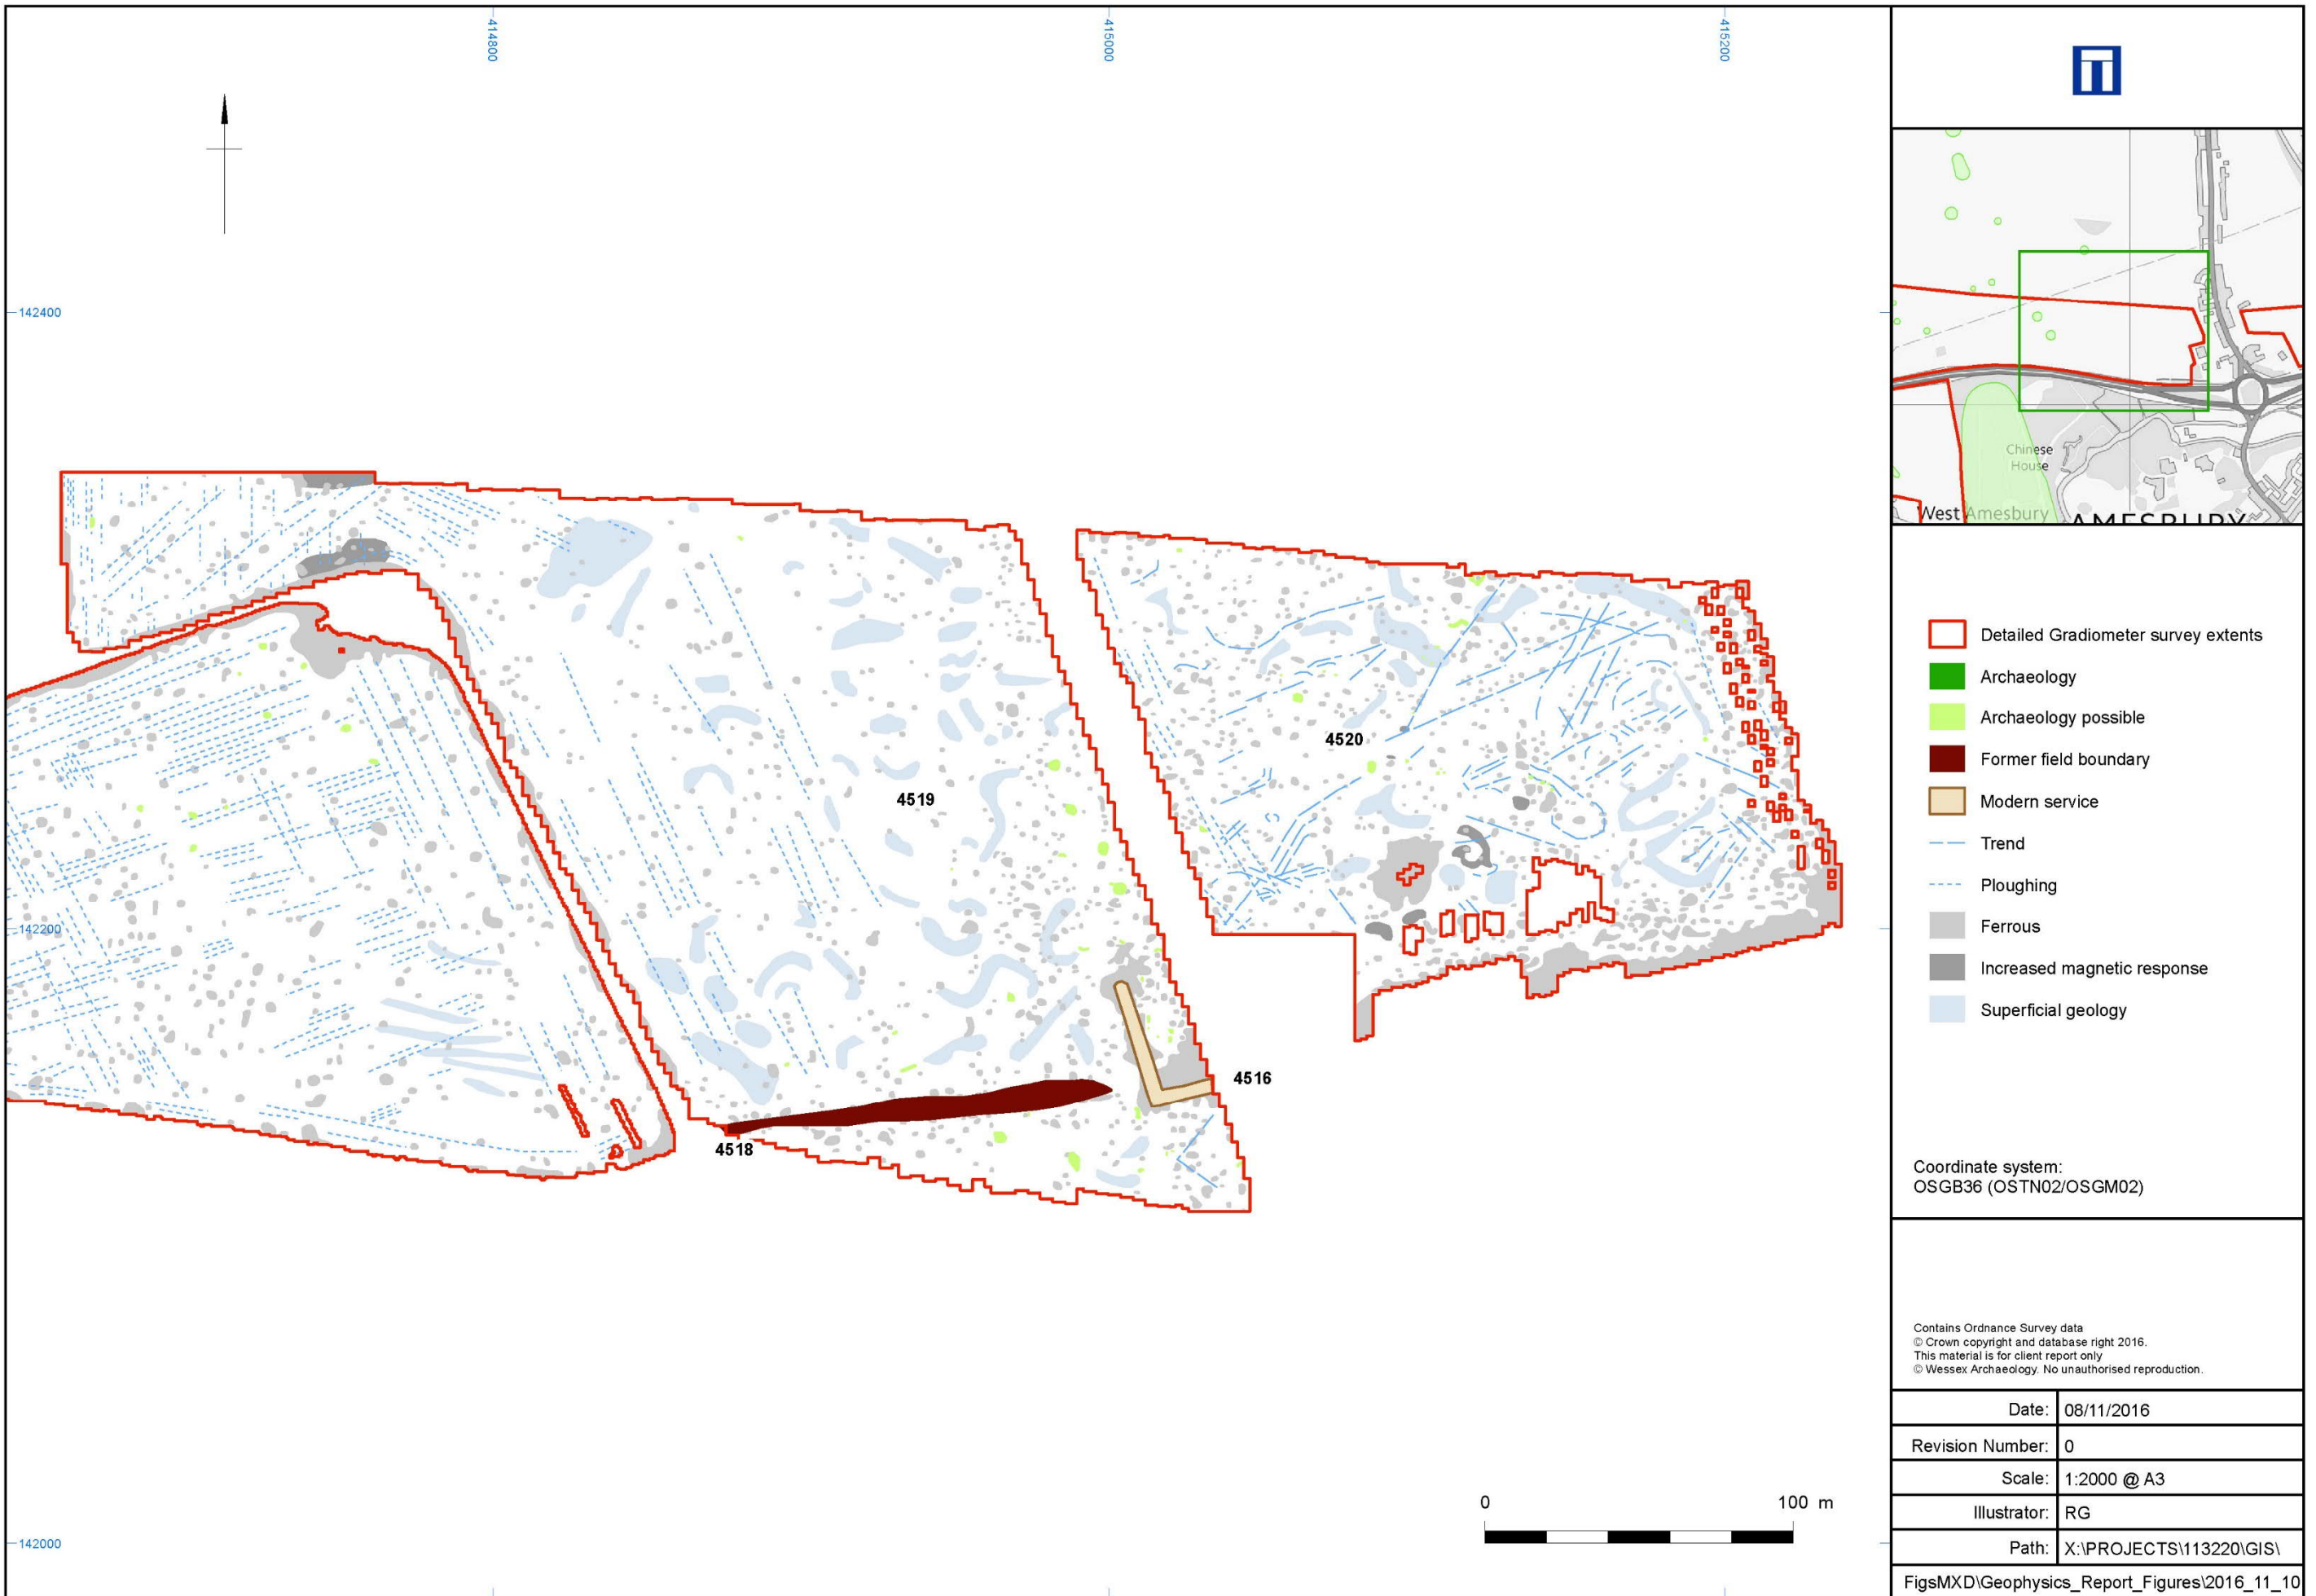 414800
415000
415200
142400
142200
142000
4520
4519
4516
4518
0 100 m
Chinese
House
West Amesbury
AMESBURY
Detailed Gradiometer survey extents
Archaeology
Archaeology possible
Former field boundary
Modern service
Trend
Ploughing
Ferrous
Increased magnetic response
Superficial geology
Coordinate system:
OSGB36 (OSTN02/OSGM02)
Contains Ordnance Survey data
© Crown copyright and database right 2016.
This material is for client report only
© Wessex Archaeology. No unauthorised reproduction.
Date: 08/11/2016
Revision Number: 0
Scale: 1:2000 @ A3
Illustrator: RG
Path: X:\PROJECTS\113220\GIS\
FigsMXD\Geophysics_Report_Figures\2016_11_10